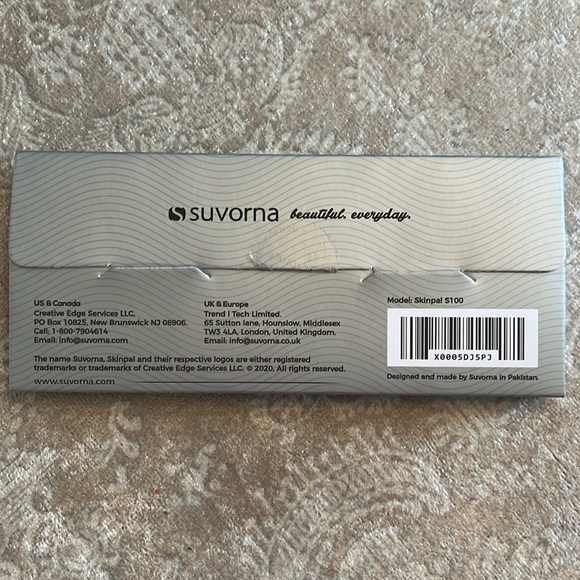 suvorna beautiful. everyday.
US & Canada
Creative Edge Services LLC.
PO Box 10825, New Brunswick NJ 08906.
Call: 1-800-7904614
Email: info@suvorna.com
UK & Europe
Trend I Tech Limited.
65 Sutton lane, Hounslow, Middlesex
TW3 4LA, London, United Kingdom.
Email: info@suvorna.co.uk
Model: Skinpal S100
X0005DJ5PJ
The name Suvorna, Skinpal and their respective logos are either registered
trademarks or trademarks of Creative Edge Services LLC. © 2020, All rights reserved.
www.suvorna.com
Designed and made by Suvorna in Pakistan.